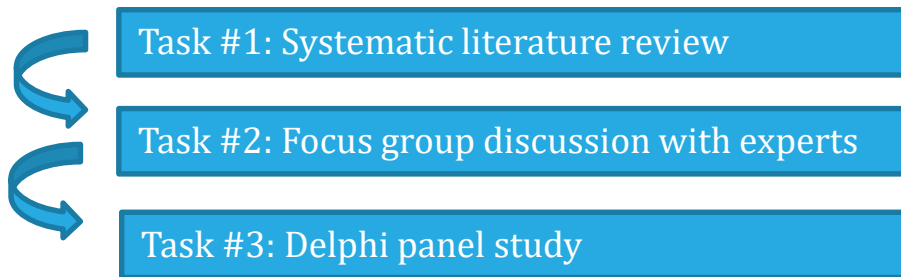 Task #1: Systematic literature review
Task #2: Focus group discussion with experts
Task #3: Delphi panel study